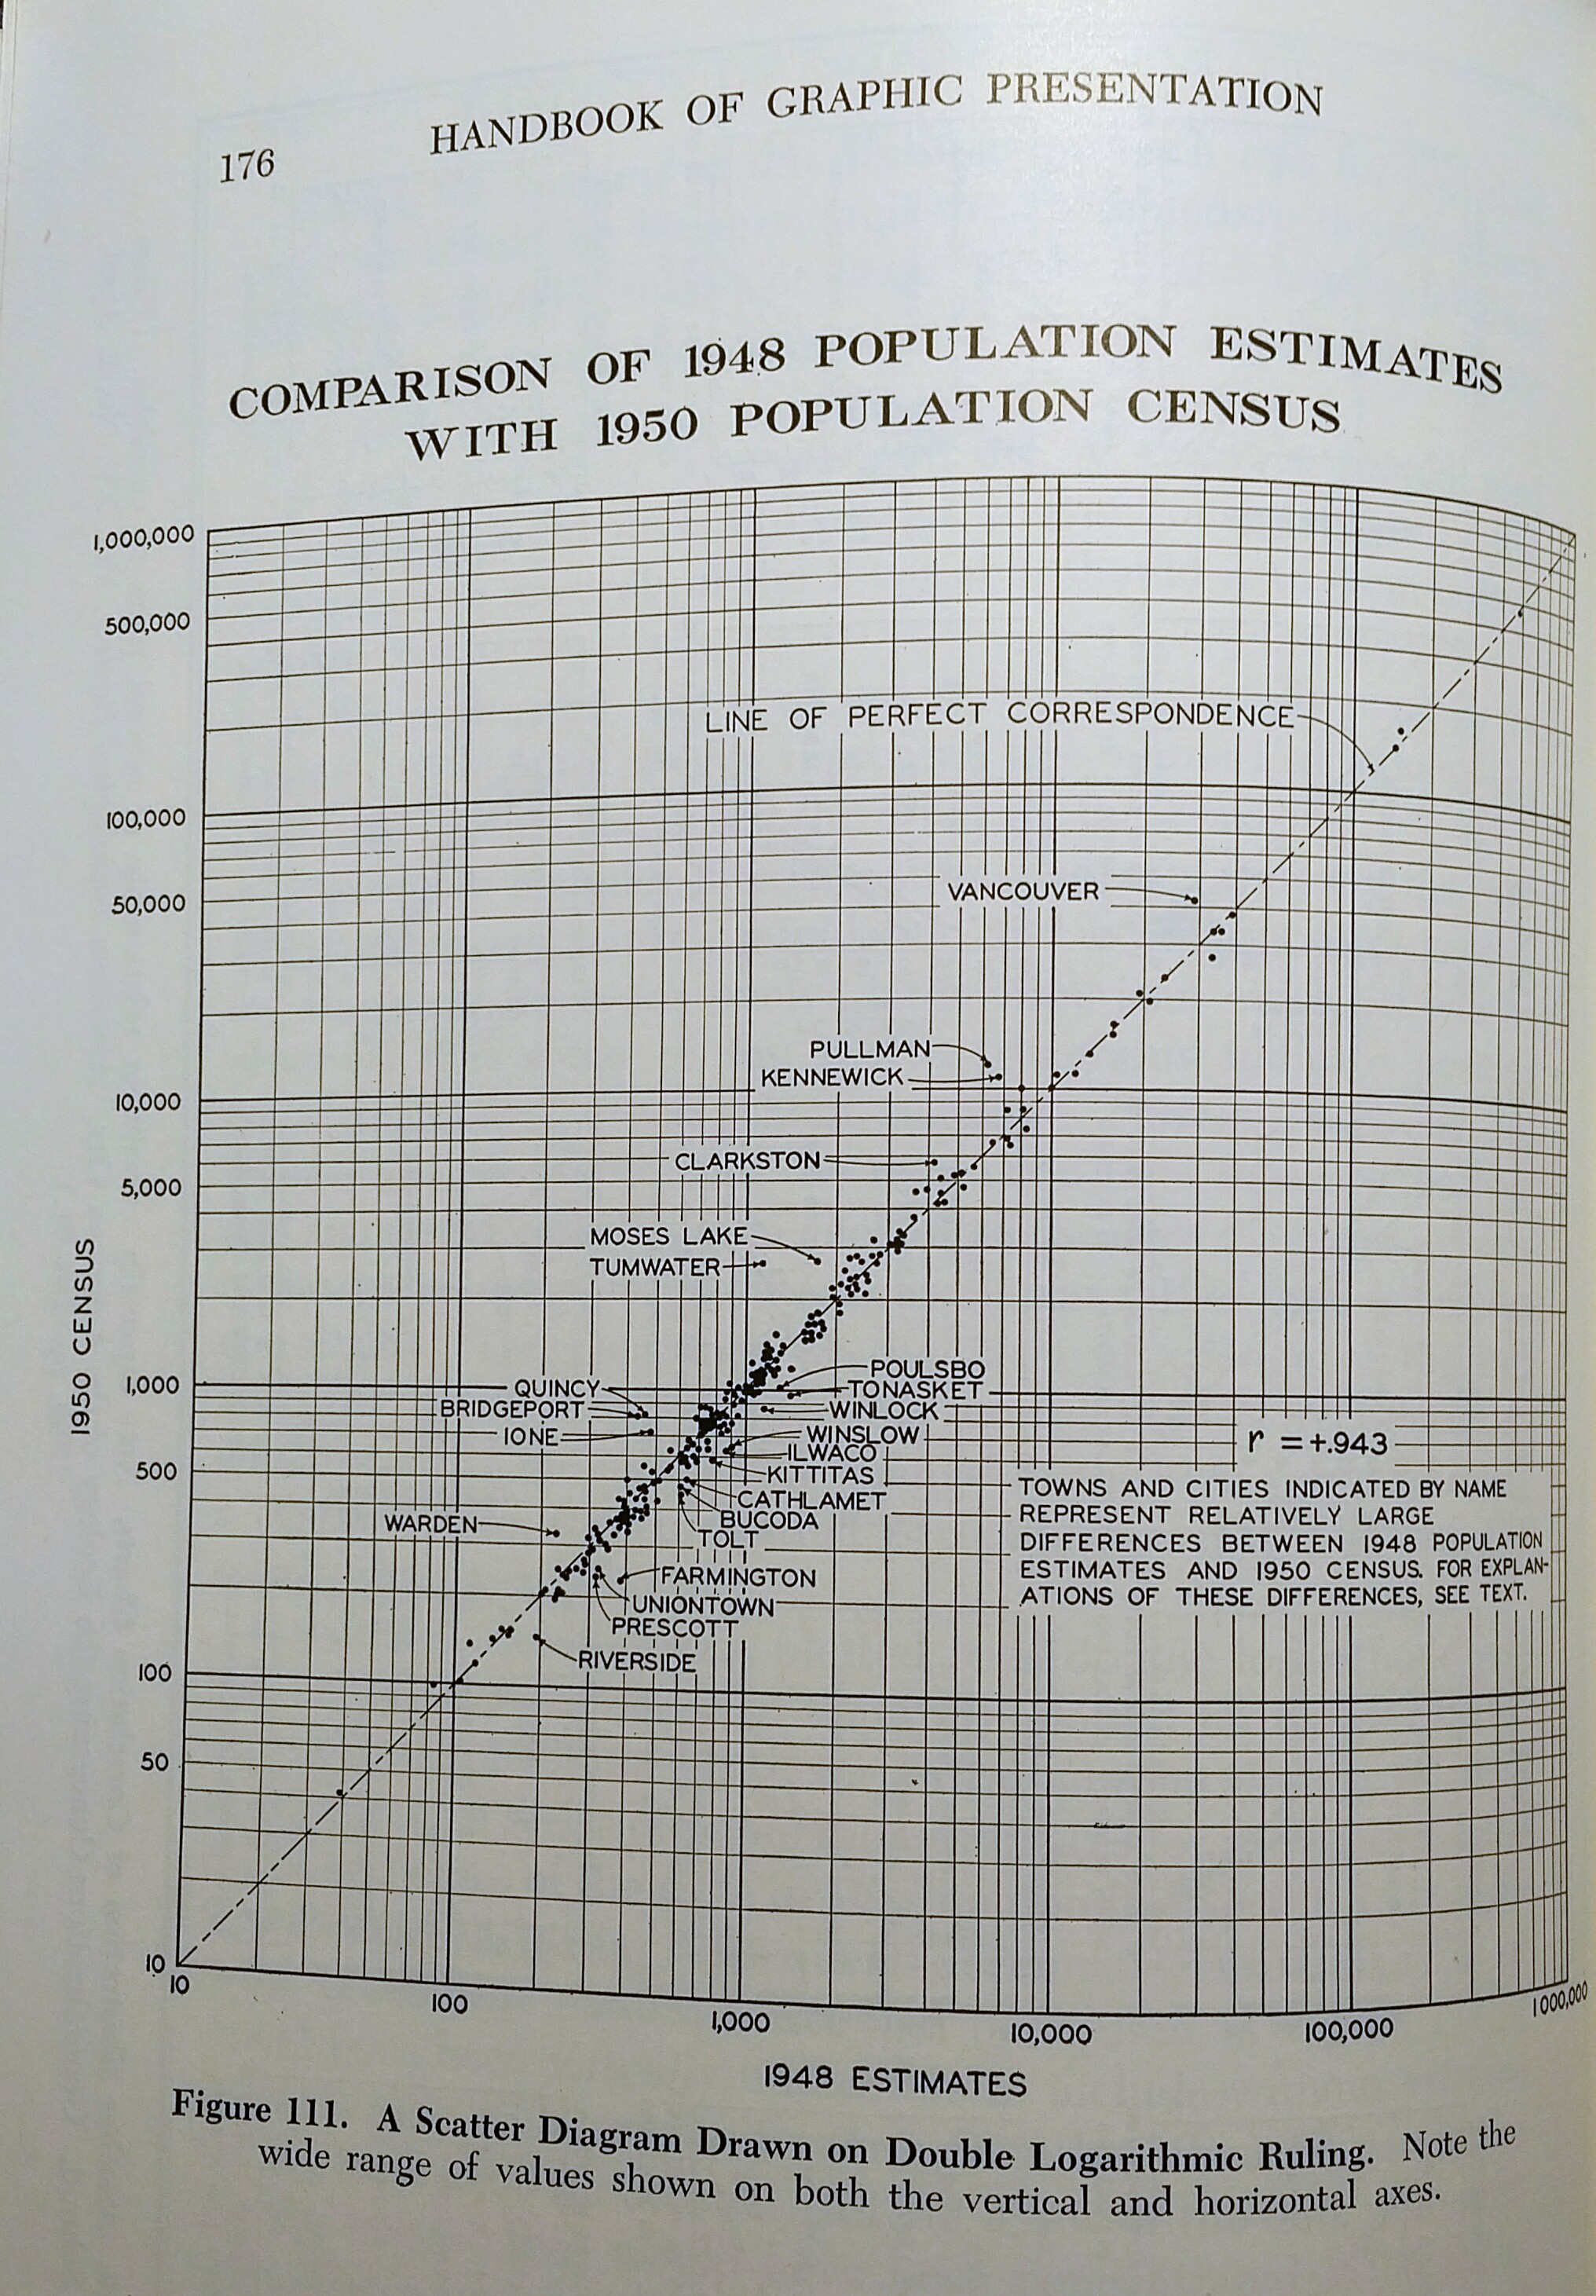 HANDBOOK OF GRAPHIC PRESENTATION
176
COMPARISON OF 1948 POPULATION ESTIMATES
WITH 1950 POPULATION CENSUS
1,000,000
500,000
LINE OF PERFECT CORRESPONDENCE
100,000
VANCOUVER
50,000
PULLMAN
KENNEWICK
10,000
CLARKSTON
5,000
MOSES LAKE
TUMWATER
1950 CENSUS
POULSBO
1,000
QUINCY
TONASKET
BRIDGEPORT
WINLOCK
IONE
WINSLOW
r = +.943
ILWACO
500
KITTITAS
TOWNS AND CITIES INDICATED BY NAME
REPRESENT RELATIVELY LARGE
DIFFERENCES BETWEEN 1948 POPULATION
ESTIMATES AND 1950 CENSUS. FOR EXPLAN-
ATIONS OF THESE DIFFERENCES, SEE TEXT.
CATHLAMET
BUCODA
WARDEN
TOLT
FARMINGTON
UNIONTOWN
PRESCOTT
RIVERSIDE
100
50
10
10
100
1,000
10,000
100,000
1000,000
1948 ESTIMATES
Figure 111. A Scatter Diagram Drawn on Double Logarithmic Ruling. Note the
wide range of values shown on both the vertical and horizontal axes.